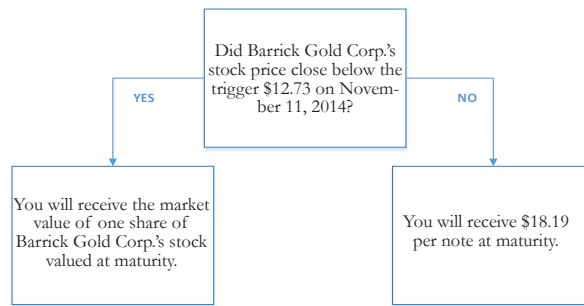 Did Barrick Gold Corp.'s
stock price close below the
trigger $12.73 on Novem-
ber 11, 2014?
YES
NO
You will receive the market
value of one share of
Barrick Gold Corp.'s stock
valued at maturity.
You will receive $18.19
per note at maturity.